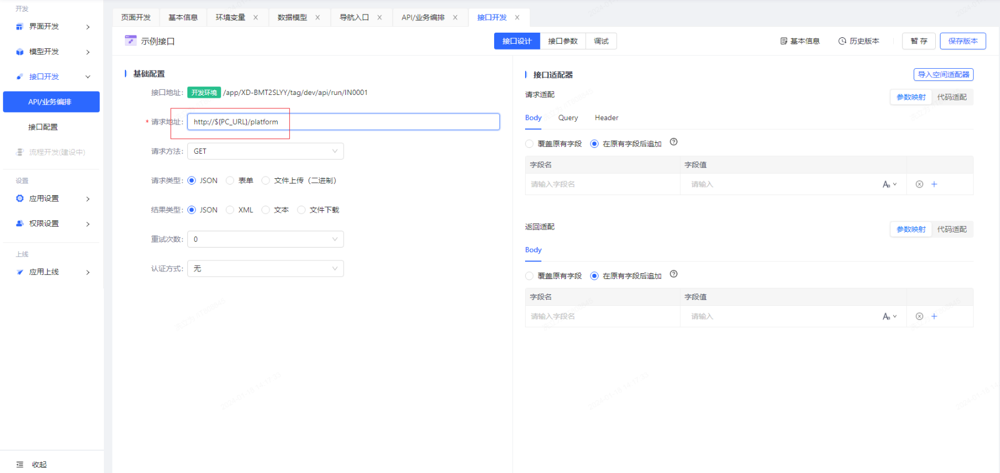 开发
界面开发
模型开发
接口开发
API/业务编排
接口配置
流程开发(建设中)
设置
应用设置
权限设置
上线
应用上线
收起
页面开发 基本信息 环境变量 数据模型 导航入口 API/业务编排 接口开发
示例接口
接口设计 接口参数 调试
基本信息 历史版本 暂 存 保存版本
基础配置
接口地址: 开发环境 /app/XD-BMT2SLYY/tag/dev/api/run/IN0001
* 请求地址: http://${PC_URL}/platform
请求方法: GET
请求类型: JSON 表单 文件上传（二进制）
结果类型: JSON XML 文本 文件下载
重试次数: 0
认证方式: 无
接口适配器 导入空间适配器
请求适配 参数映射 代码适配
Body Query Header
覆盖原有字段 在原有字段后追加
字段名 字段值
请输入字段名 请输入
返回适配 参数映射 代码适配
Body
覆盖原有字段 在原有字段后追加
字段名 字段值
请输入字段名 请输入